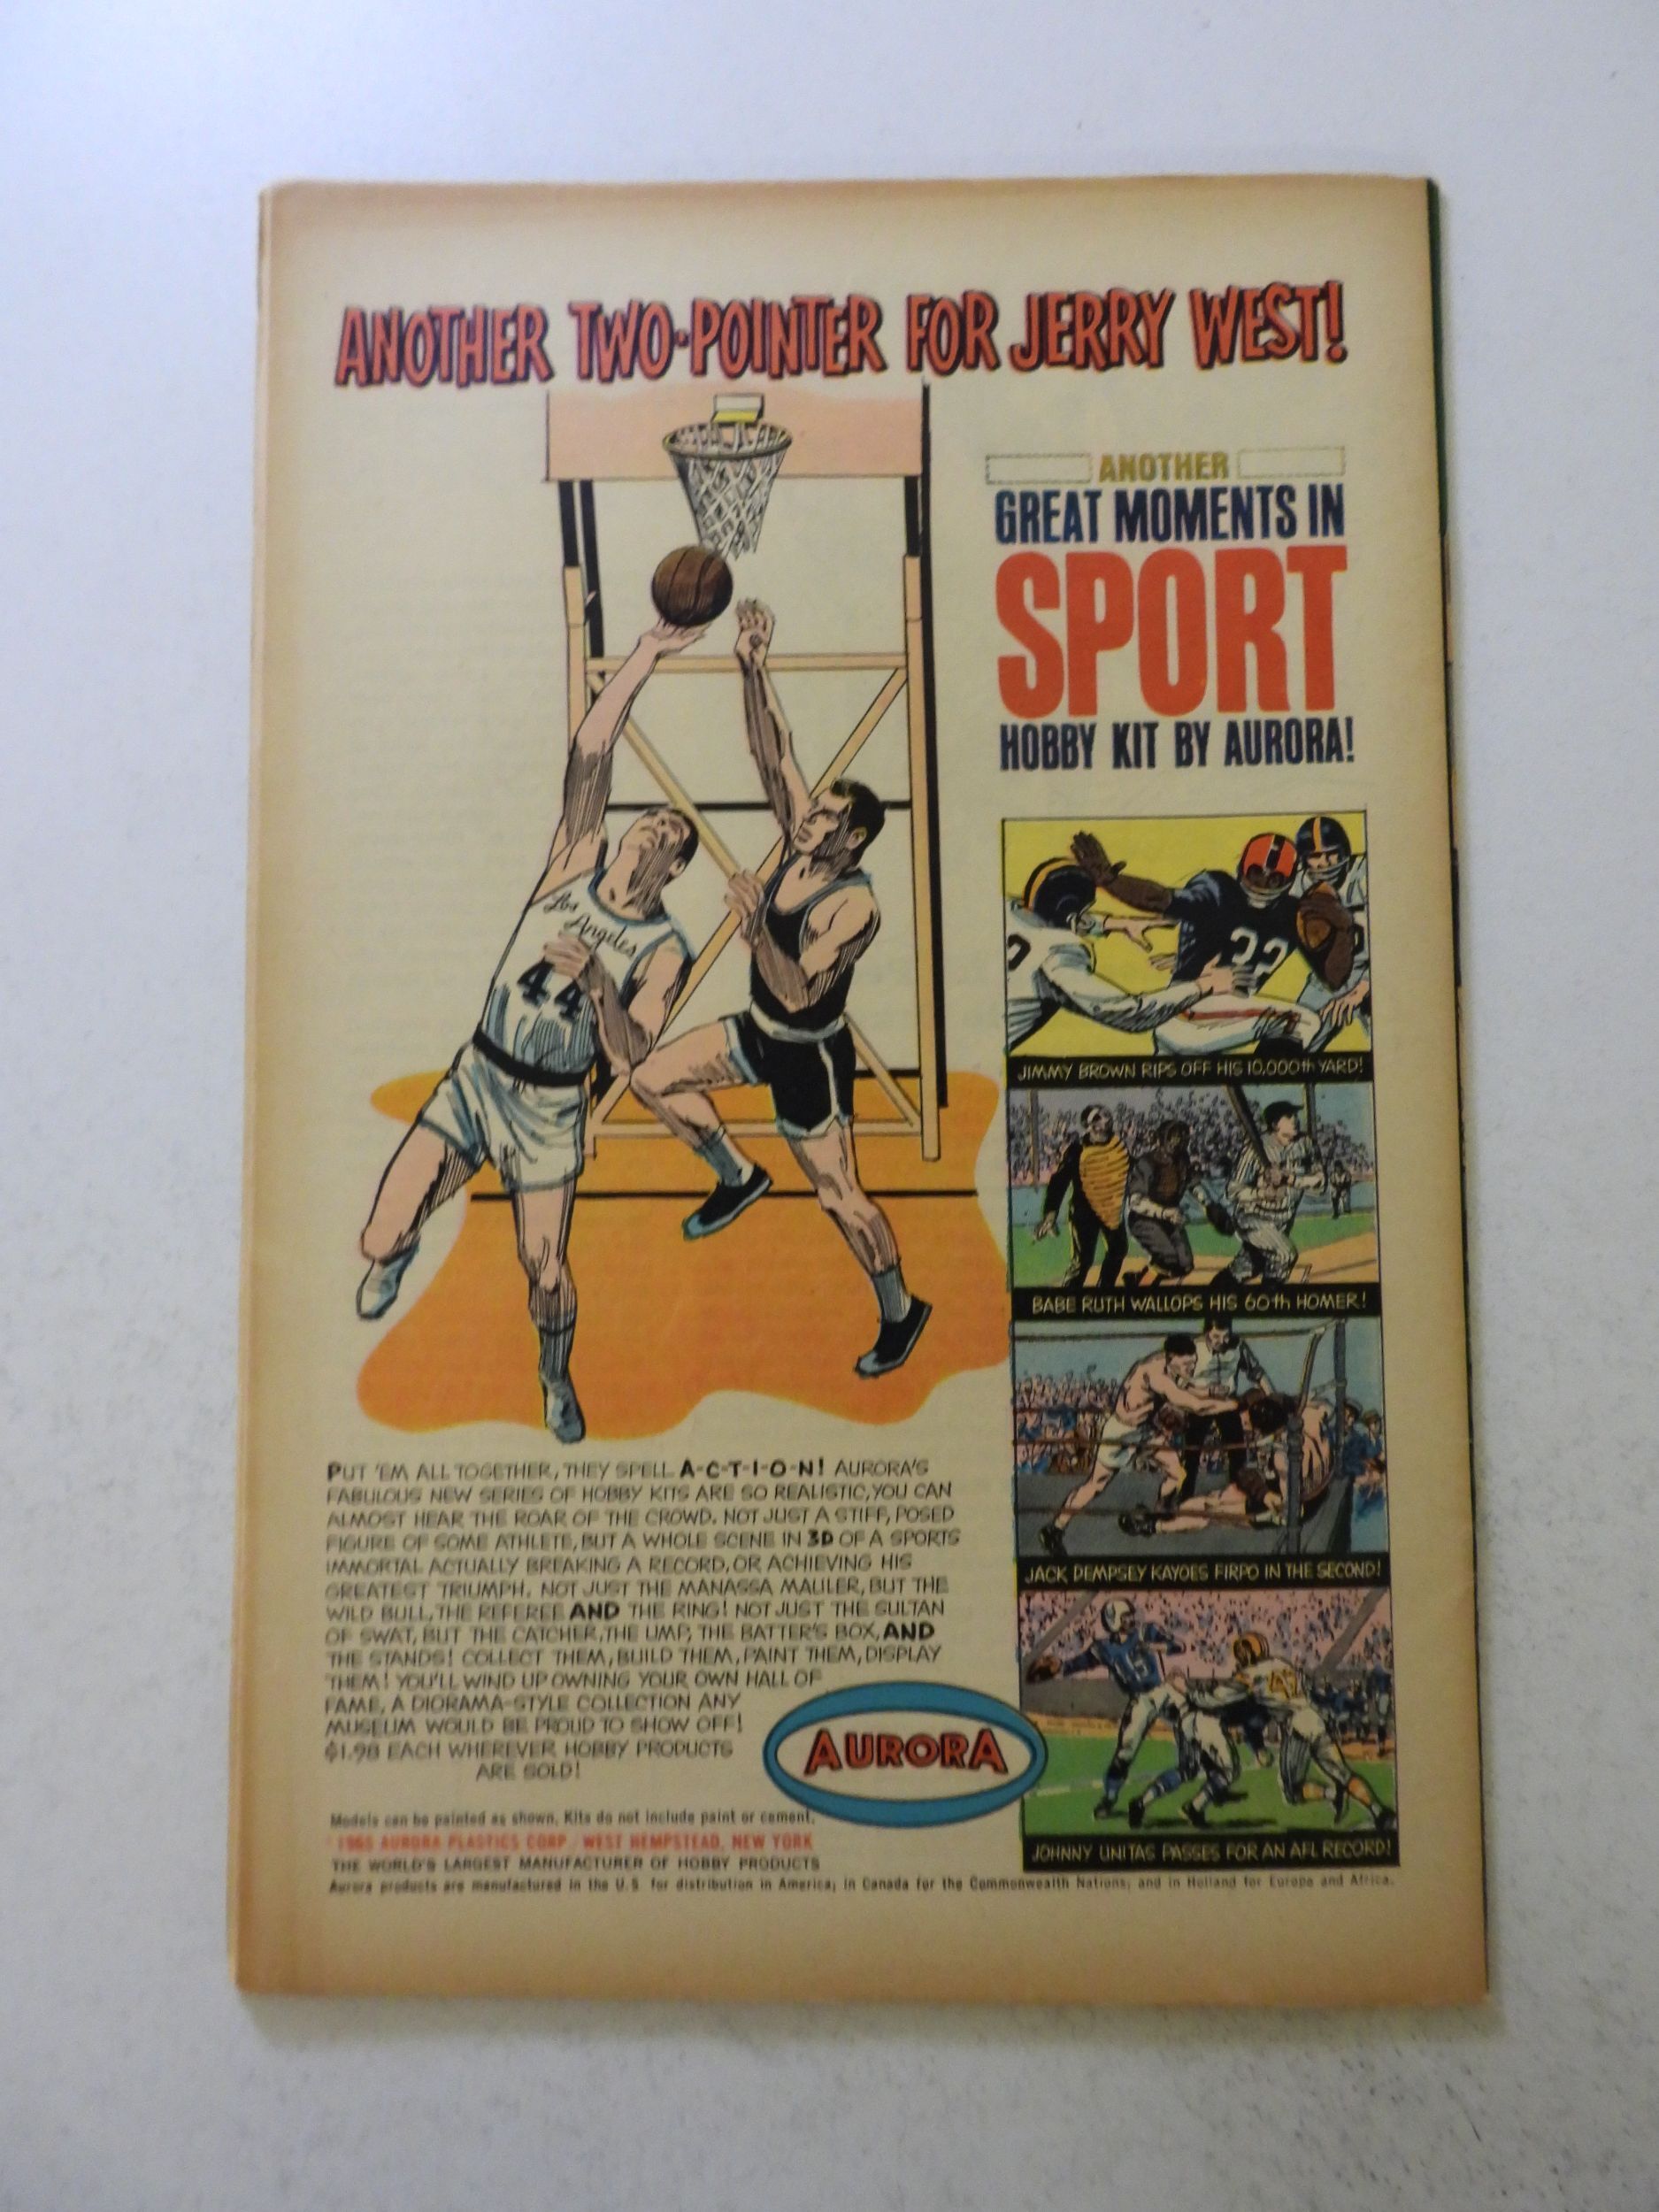 ANOTHER TWO-POINTER FOR JERRY WEST!
ANOTHER
GREAT MOMENTS IN
SPORT
HOBBY KIT BY AURORA!
Los
Angeles
44
32
JIMMY BROWN RIPS OFF HIS 10,000th YARD!
BABE RUTH WALLOPS HIS 60th HOMER!
JACK DEMPSEY KAYOES FIRPO IN THE SECOND!
15
JOHNNY UNITAS PASSES FOR AN AFL RECORD!
PUT 'EM ALL TOGETHER, THEY SPELL A-C-T-I-O-N! AURORA'S
FABULOUS NEW SERIES OF HOBBY KITS ARE SO REALISTIC, YOU CAN
ALMOST HEAR THE ROAR OF THE CROWD. NOT JUST A STIFF, POSED
FIGURE OF SOME ATHLETE, BUT A WHOLE SCENE IN 3D OF A SPORTS
IMMORTAL ACTUALLY BREAKING A RECORD, OR ACHIEVING HIS
GREATEST TRIUMPH. NOT JUST THE MANASSA MAULER, BUT THE
WILD BULL, THE REFEREE AND THE RING! NOT JUST THE SULTAN
OF SWAT, BUT THE CATCHER, THE UMP, THE BATTER'S BOX, AND
THE STANDS! COLLECT THEM, BUILD THEM, PAINT THEM, DISPLAY
THEM! YOU'LL WIND UP OWNING YOUR OWN HALL OF
FAME, A DIORAMA-STYLE COLLECTION ANY
MUSEUM WOULD BE PROUD TO SHOW OFF!
$1.98 EACH WHEREVER HOBBY PRODUCTS
ARE SOLD!
AURORA
Models can be painted as shown. Kits do not include paint or cement.
1965 AURORA PLASTICS CORP. WEST HEMPSTEAD, NEW YORK
THE WORLD'S LARGEST MANUFACTURER OF HOBBY PRODUCTS
Aurora products are manufactured in the U.S. for distribution in America; in Canada for the Commonwealth Nations; and in Holland for Europe and Africa.